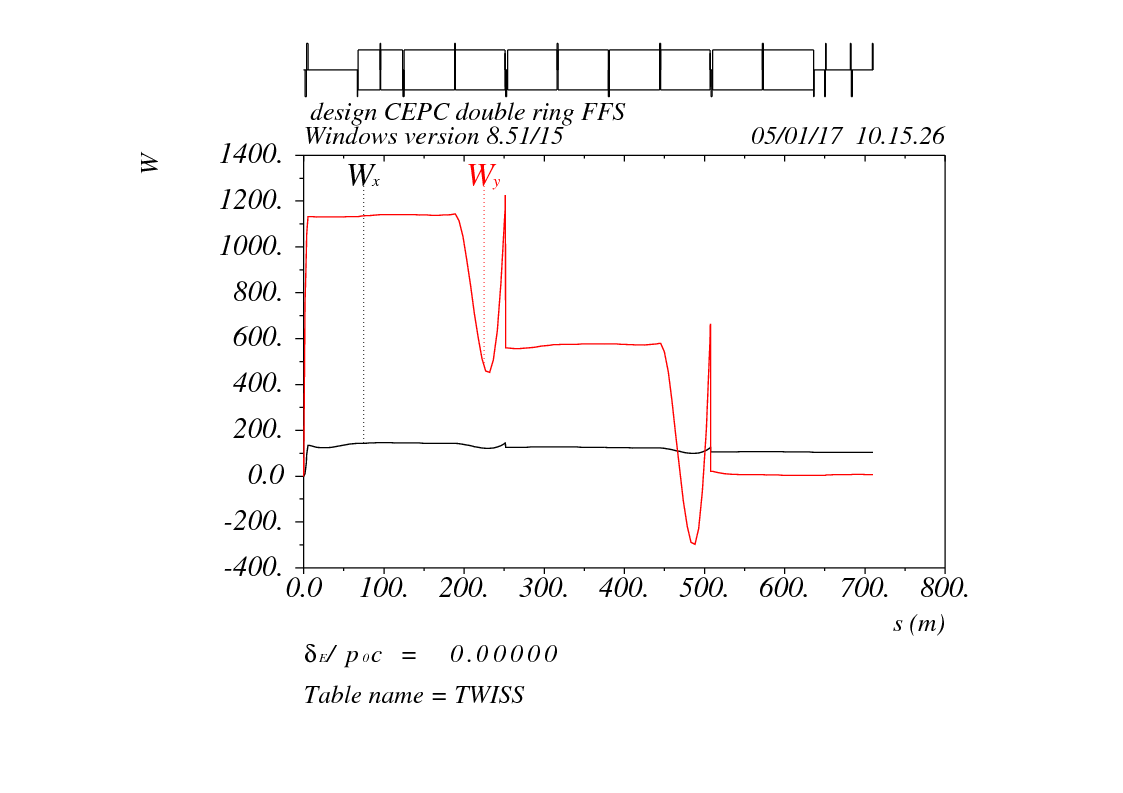 design CEPC double ring FFS
Windows version 8.51/15 05/01/17 10.15.26
W
1400.
1200.
1000.
800.
600.
400.
200.
0.0
-200.
-400.
Wx Wy
0.0 100. 200. 300. 400. 500. 600. 700. 800.
s (m)
δE/ p0c = 0.00000
Table name = TWISS